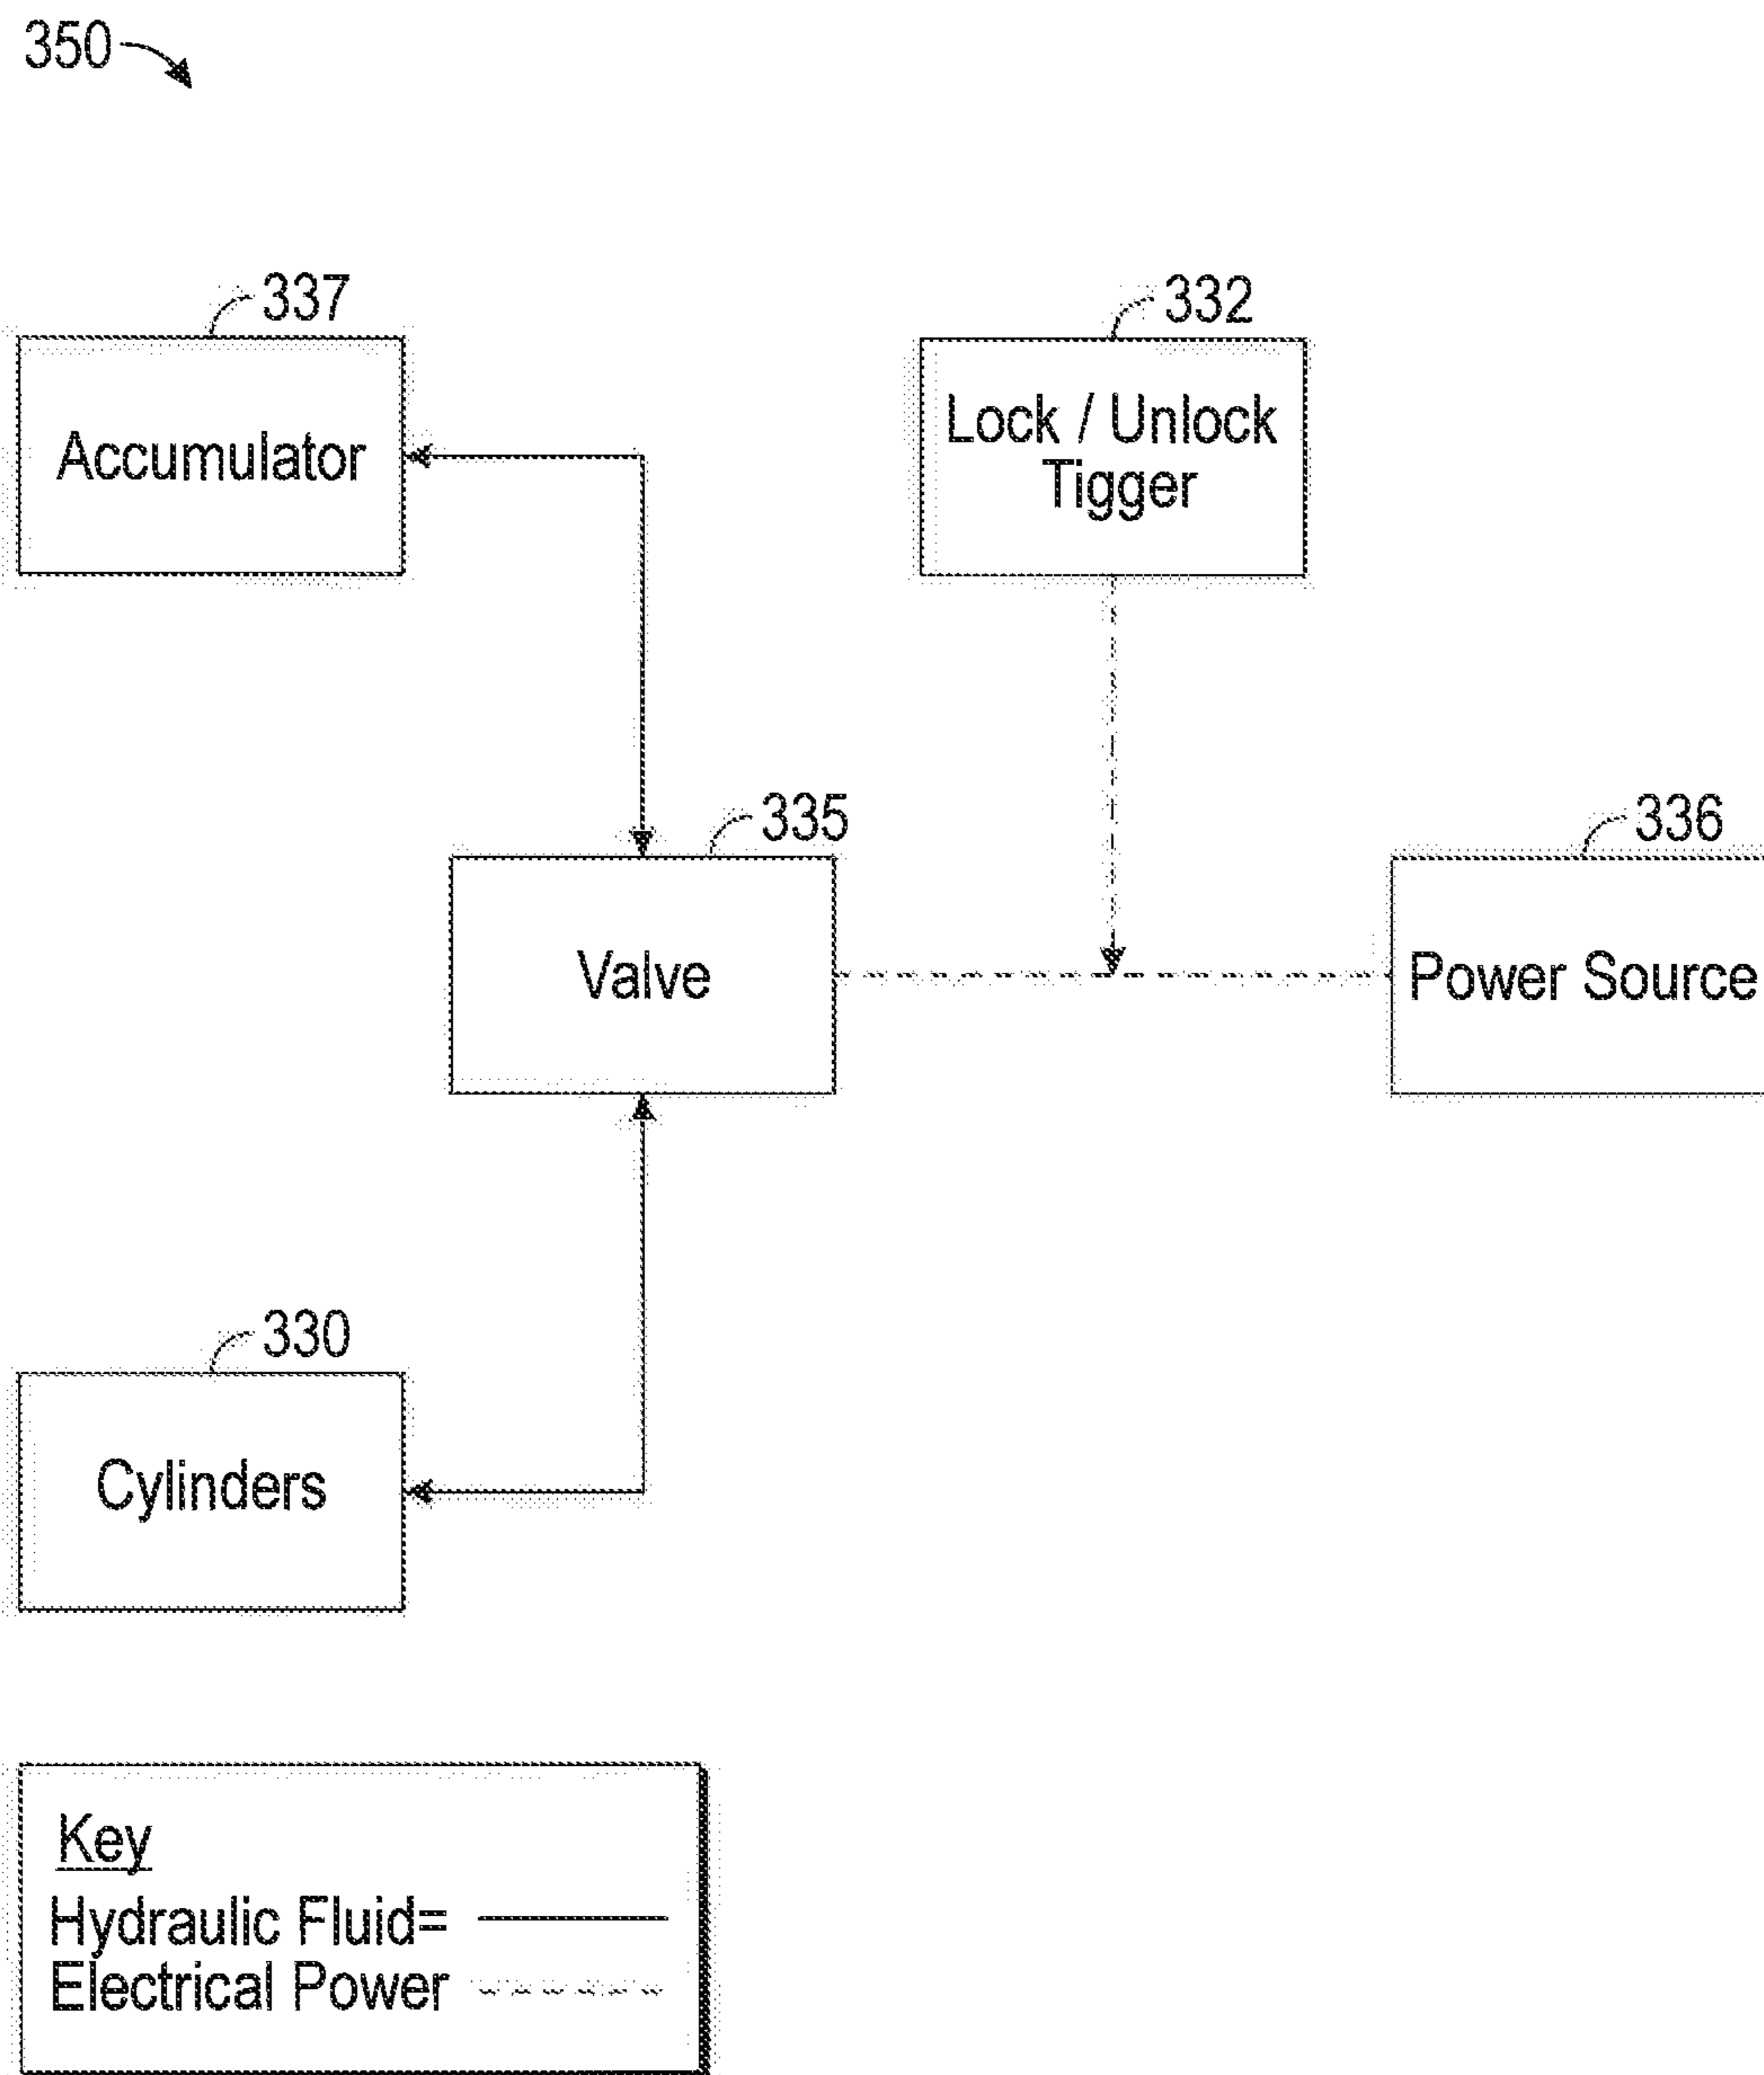 350
337
332
Accumulator
Lock / Unlock
Tigger
335
336
Valve
Power Source
330
Cylinders
Key
Hydraulic Fluid=
Electrical Power